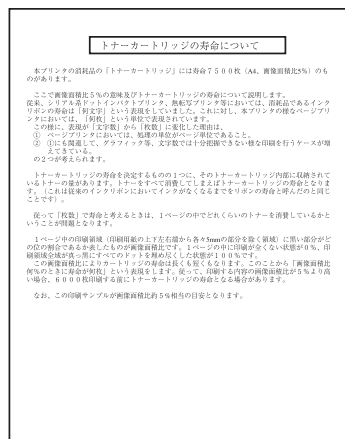 トナーカートリッジの寿命について
本プリンタの消耗品の「トナーカートリッジ」には寿命7500枚（A4、画像面積比5%）のも
のがあります。
ここで画像面積比5％の意味及びトナーカートリッジの寿命について説明します。
従来、シリアル系ドットインパクトプリンタ、熱転写プリンタ等においては、消耗品であるインク
リボンの寿命は「何文字」という表現をしていました。これに対し、本プリンタの様なページプリ
ンタにおいては、「何枚」という単位で表現されています。
この様に、表現が「文字数」から「枚数」に変化した理由は、
① ページプリンタにおいては、処理の単位がページ単位であること。
② ①にも関連して、グラフィック等、文字数では十分把握できない様な印刷を行うケースが増
えてきている。
の2つが考えられます。
トナーカートリッジの寿命を決定するものの1つに、そのトナーカートリッジ内部に収納されて
いるトナーの量があります。トナーをすべて消費してしまえばトナーカートリッジの寿命となりま
す。（これは従来のインクリボンにおいてインクがなくなるまでをリボンの寿命と呼んだのと同じ
ことです）。
従って「枚数」で寿命と考えるときは、1ページの中でどれくらいのトナーを消費しているかと
いうことが問題となります。
1ページ中の印刷領域（印刷用紙の上下左右端から各々5mmの部分を除く領域）に黒い部分がど
の位の割合であるか表したものが画像面積比です。1ページの中に印刷が全くない状態が0%、印
刷領域全域が真っ黒にすべてのドットを埋め尽くした状態が100%です。
この画像面積比によりカートリッジの寿命は長くも短くもなります。このことから「画像面積比
何%のときに寿命が何枚」という表現をします。従って、印刷する内容の画像面積比が5%より高
い場合、6000枚印刷する前にトナーカートリッジの寿命となる場合があります。
なお、この印刷サンプルが画像面積比約5%相当の目安となります。